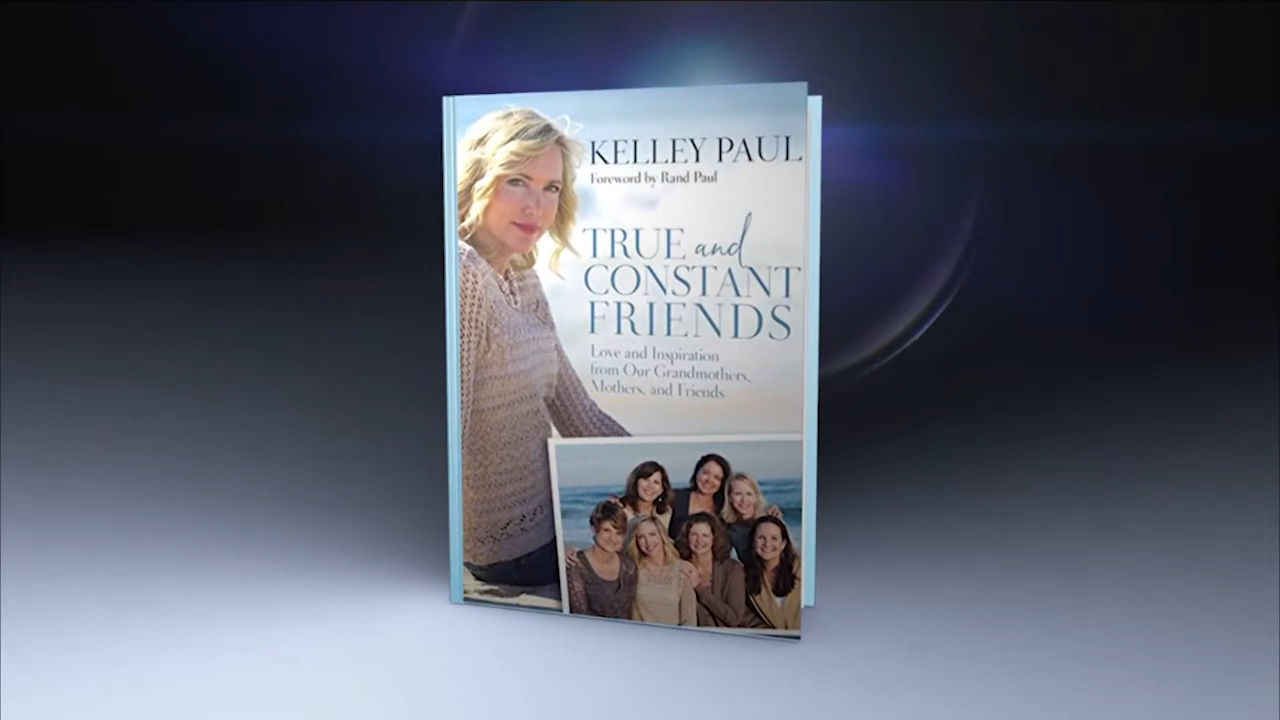 KELLEY PAUL
Foreword by Rand Paul
TRUE and
CONSTANT
FRIENDS
Love and Inspiration
from Our Grandmothers,
Mothers, and Friends